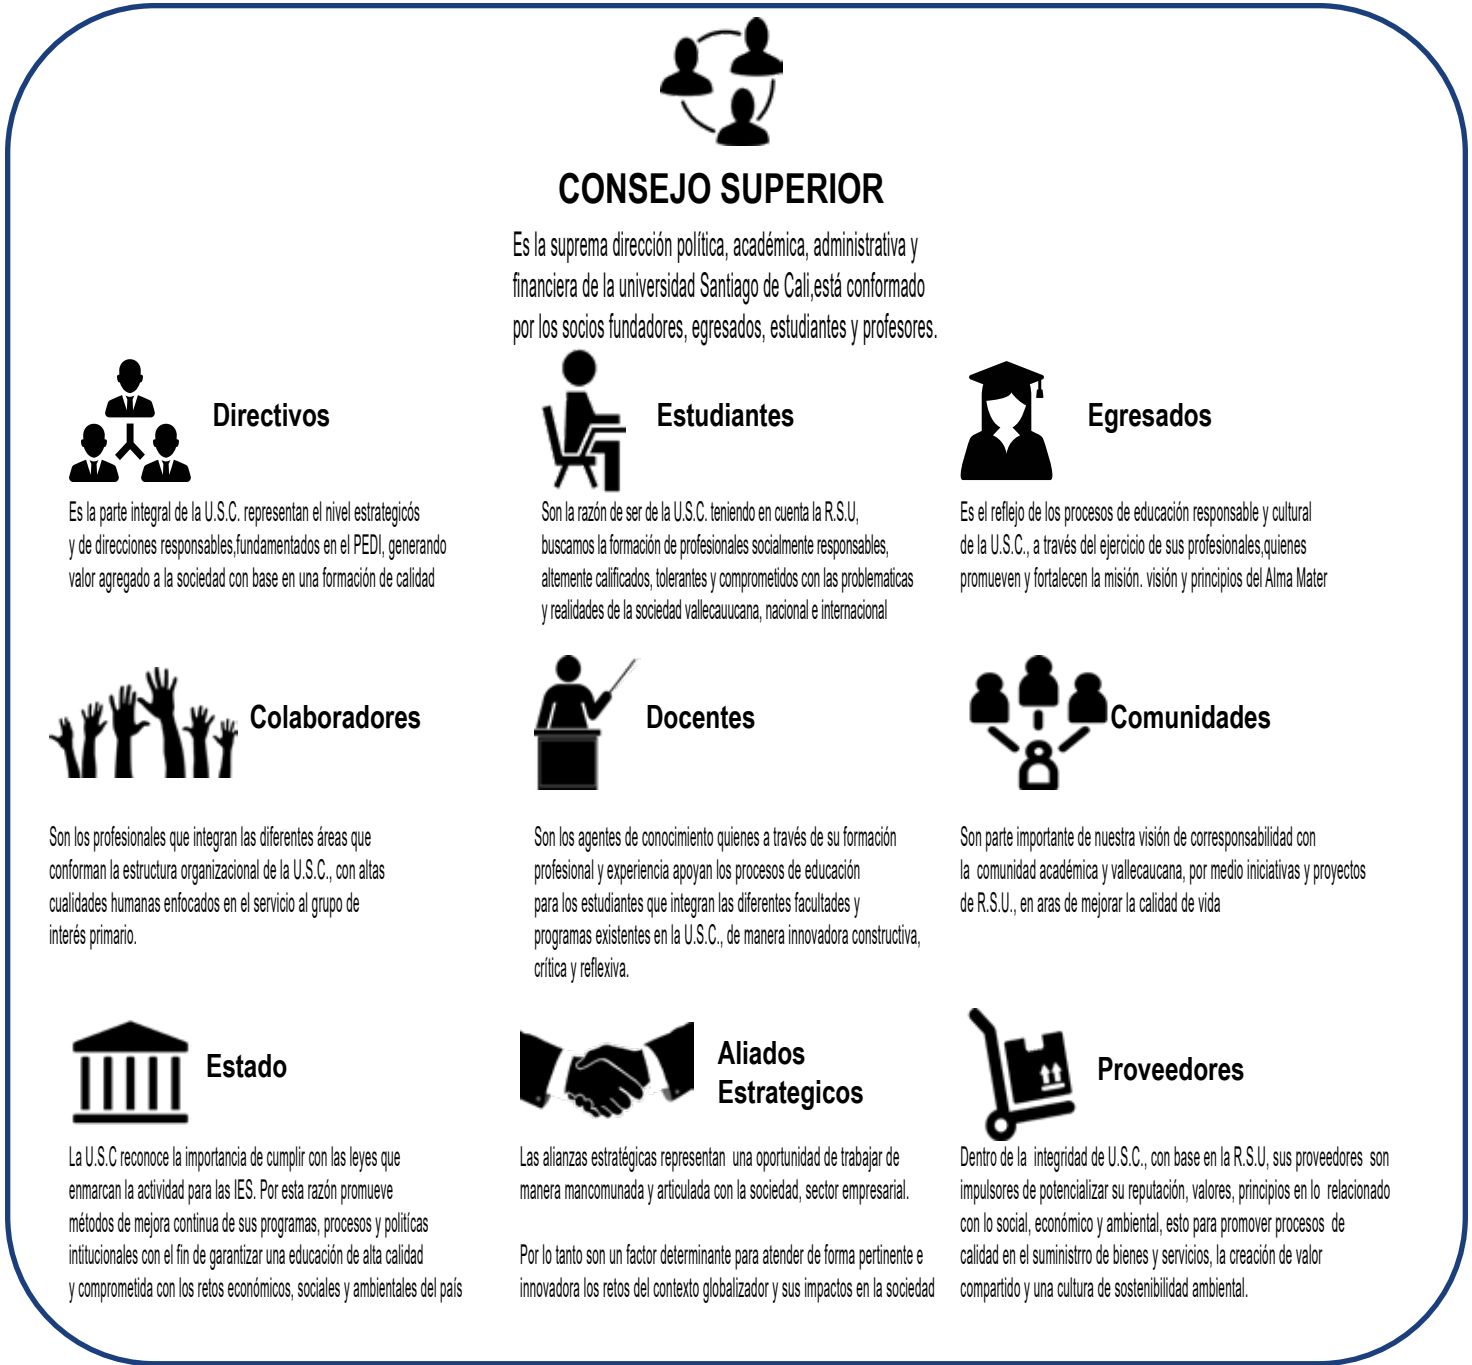 CONSEJO SUPERIOR
Es la suprema dirección política, académica, administrativa y
financiera de la universidad Santiago de Cali,está conformado
por los socios fundadores, egresados, estudiantes y profesores.
Directivos
Es la parte integral de la U.S.C. representan el nivel estrategicós
y de direcciones responsables,fundamentados en el PEDI, generando
valor agregado a la sociedad con base en una formación de calidad
Estudiantes
Son la razón de ser de la U.S.C. teniendo en cuenta la R.S.U,
buscamos la formación de profesionales socialmente responsables,
altemente calificados, tolerantes y comprometidos con las problematicas
y realidades de la sociedad vallecauucana, nacional e internacional
Egresados
Es el reflejo de los procesos de educación responsable y cultural
de la U.S.C., a través del ejercicio de sus profesionales,quienes
promueven y fortalecen la misión. visión y principios del Alma Mater
Colaboradores
Son los profesionales que integran las diferentes áreas que
conforman la estructura organizacional de la U.S.C., con altas
cualidades humanas enfocados en el servicio al grupo de
interés primario.
Docentes
Son los agentes de conocimiento quienes a través de su formación
profesional y experiencia apoyan los procesos de educación
para los estudiantes que integran las diferentes facultades y
programas existentes en la U.S.C., de manera innovadora constructiva,
crítica y reflexiva.
Comunidades
Son parte importante de nuestra visión de corresponsabilidad con
la comunidad académica y vallecaucana, por medio iniciativas y proyectos
de R.S.U., en aras de mejorar la calidad de vida
Estado
La U.S.C reconoce la importancia de cumplir con las leyes que
enmarcan la actividad para las IES. Por esta razón promueve
métodos de mejora continua de sus programas, procesos y politícas
intitucionales con el fin de garantizar una educación de alta calidad
y comprometida con los retos económicos, sociales y ambientales del país
Aliados
Estrategicos
Las alianzas estratégicas representan una oportunidad de trabajar de
manera mancomunada y articulada con la sociedad, sector empresarial.
Por lo tanto son un factor determinante para atender de forma pertinente e
innovadora los retos del contexto globalizador y sus impactos en la sociedad
Proveedores
Dentro de la integridad de U.S.C., con base en la R.S.U, sus proveedores son
impulsores de potencializar su reputación, valores, principios en lo relacionado
con lo social, económico y ambiental, esto para promover procesos de
calidad en el suministrro de bienes y servicios, la creación de valor
compartido y una cultura de sostenibilidad ambiental.